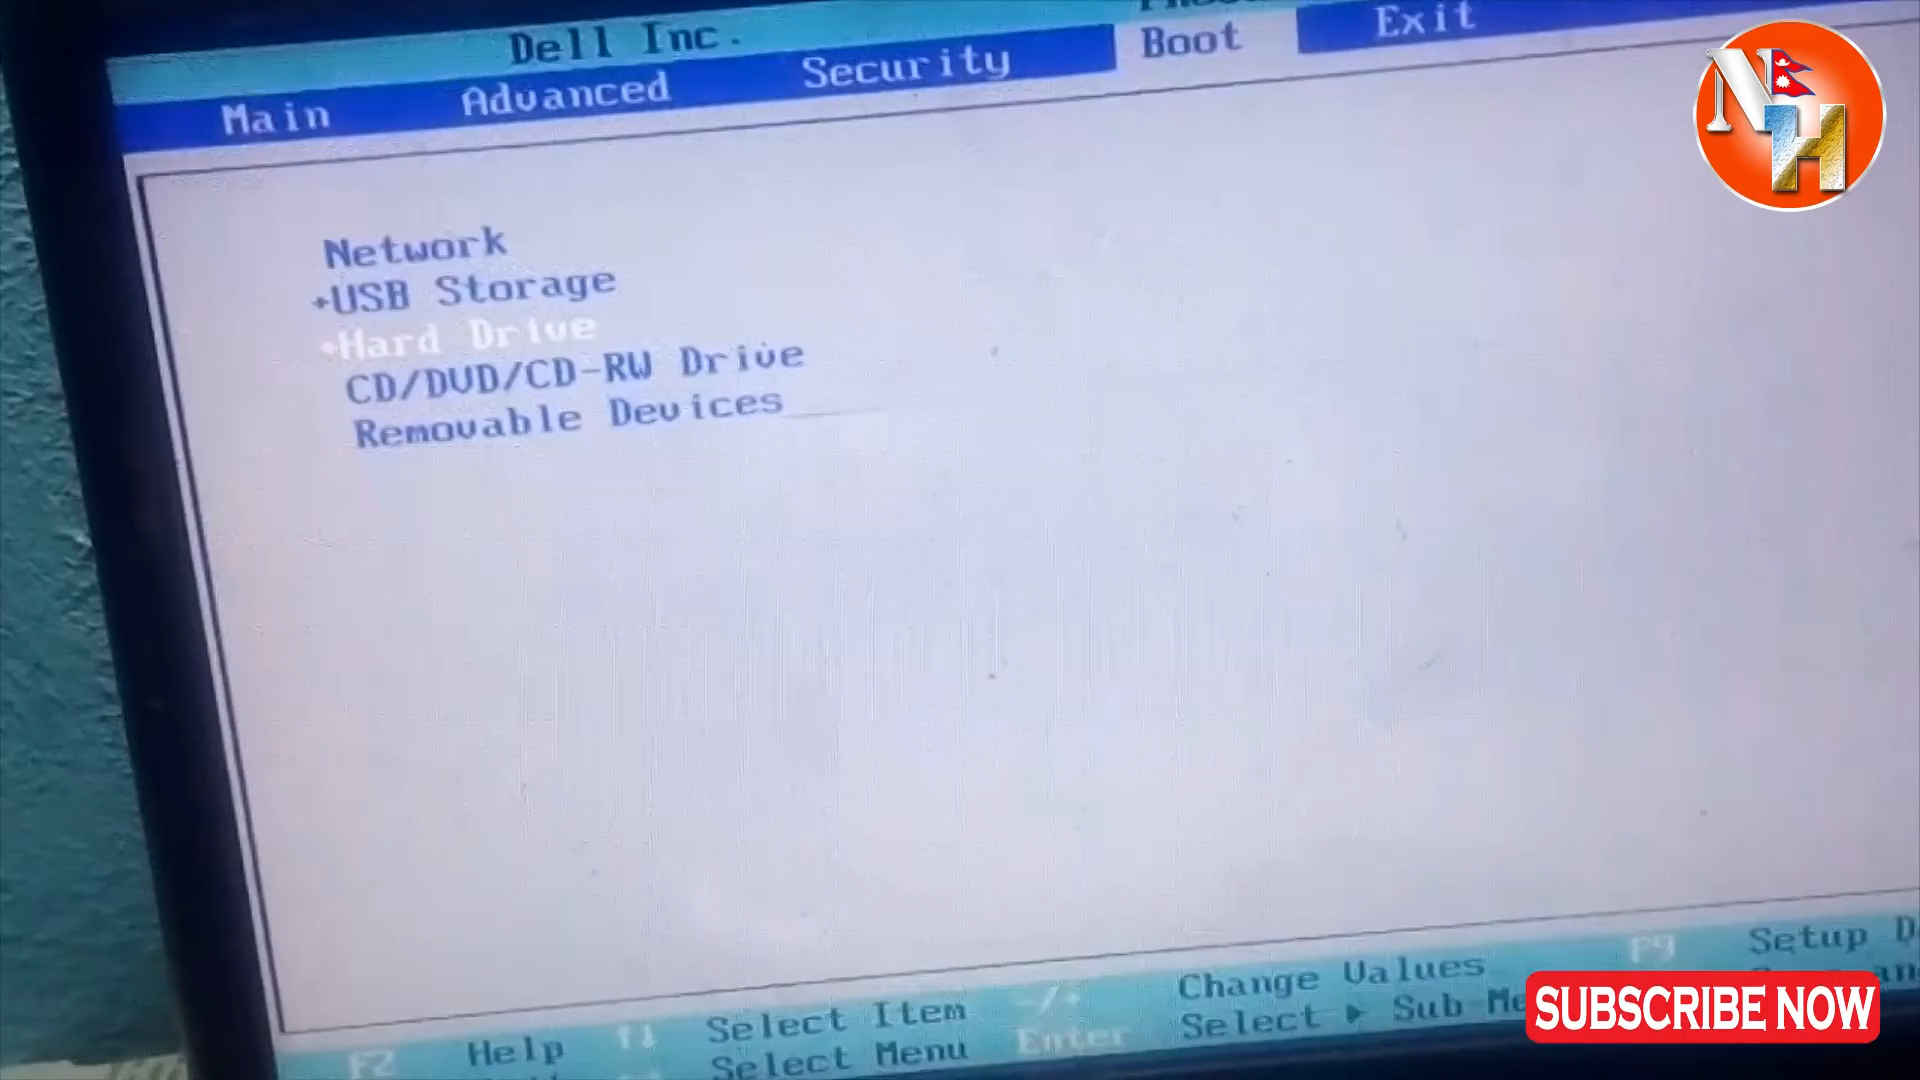 Dell Inc.
Main Advanced Security Boot Exit
NH
Network
+USB Storage
+Hard Drive
CD/DVD/CD-RW Drive
Removable Devices
F2 Help ↑↓ Select Item -/+ Change Values F9 Setup
Select Menu Enter Select ▶ Sub
SUBSCRIBE NOW